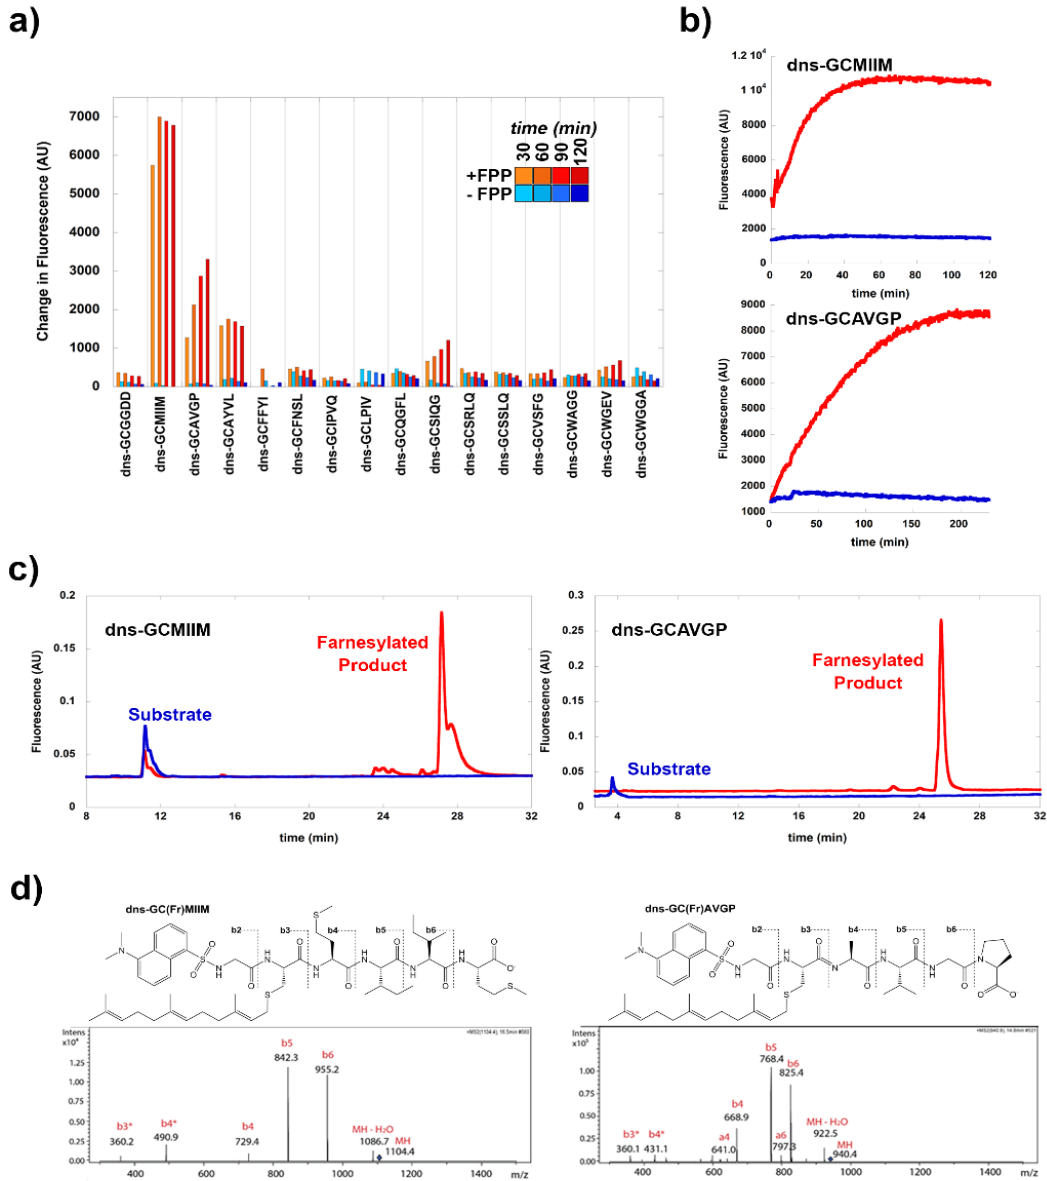 a)
time (min)
30 60 90 120
+FPP
- FPP
Change in Fluorescence (AU)
7000
6000
5000
4000
3000
2000
1000
0
dns-GCGGDD
dns-GCMIIM
dns-GCAVGP
dns-GCAYVL
dns-GCFFYI
dns-GCFNSL
dns-GCIPVQ
dns-GCLPIV
dns-GCQGFL
dns-GCSIQG
dns-GCSRLQ
dns-GCSSLQ
dns-GCVSFG
dns-GCWAGG
dns-GCWGEV
dns-GCWGGA
b)
dns-GCMIIM
Fluorescence (AU)
1.2 10⁴
1 10⁴
8000
6000
4000
2000
0
0 20 40 60 80 100 120
time (min)
dns-GCAVGP
Fluorescence (AU)
9000
8000
7000
6000
5000
4000
3000
2000
1000
0 50 100 150 200
time (min)
c)
dns-GCMIIM
Farnesylated
Product
Substrate
Fluorescence (AU)
0.2
0.15
0.1
0.05
0
8 12 16 20 24 28 32
time (min)
dns-GCAVGP
Farnesylated
Product
Substrate
Fluorescence (AU)
0.3
0.25
0.2
0.15
0.1
0.05
0
4 8 12 16 20 24 28 32
time (min)
d)
dns-GC(Fr)MIIM
b2 b3 b4 b5 b6
N S O O N H O H N O N H O H N O N H O O⁻
S S S
Intens
x10⁴
+MS2(1104.4), 16.5min #583
1.25
1.00
0.75
0.50
0.25
0.00
b3*
360.2
b4*
490.9
b4
729.4
b5
842.3
b6
955.2
MH - H₂O
1086.7
MH
1104.4
400 600 800 1000 1200 1400 m/z
dns-GC(Fr)AVGP
b2 b3 b4 b5 b6
Intens
x10⁵
1.00
0.75
0.50
0.25
0.00
b3*
360.1
b4*
431.1
a4
641.0
b4
668.9
b5
768.4
a6
797.3
b6
825.4
MH - H₂O
922.5
MH
940.4
400 600 800 1000 1200 1400 m/z